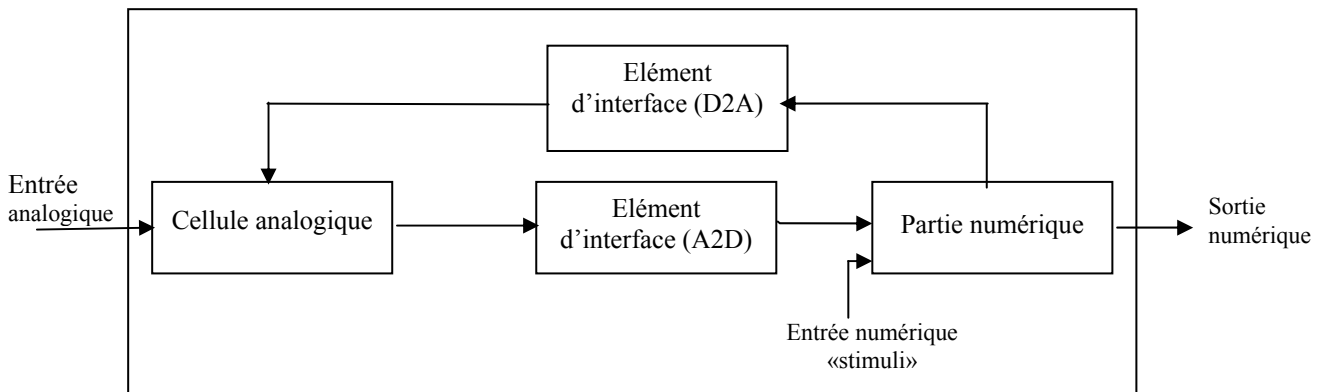 Elément
d’interface (D2A)
Entrée
analogique
Cellule analogique
Elément
d’interface (A2D)
Partie numérique
Sortie
numérique
Entrée numérique
«stimuli»